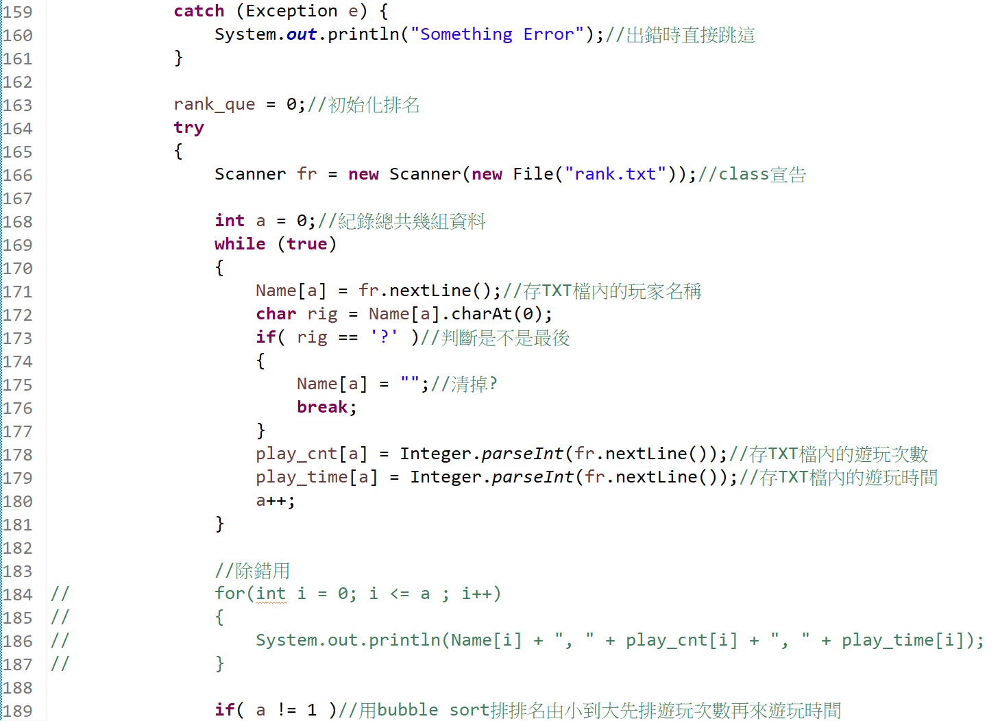 159 catch (Exception e) {
160 System.out.println("Something Error");//出錯時直接跳這
161 }
162
163 rank_que = 0;//初始化排名
164 try
165 {
166 Scanner fr = new Scanner(new File("rank.txt"));//class宣告
167
168 int a = 0;//紀錄總共幾組資料
169 while (true)
170 {
171 Name[a] = fr.nextLine();//存TXT檔內的玩家名稱
172 char rig = Name[a].charAt(0);
173 if( rig == '?' )//判斷是不是最後
174 {
175 Name[a] = "";//清掉?
176 break;
177 }
178 play_cnt[a] = Integer.parseInt(fr.nextLine());//存TXT檔內的遊玩次數
179 play_time[a] = Integer.parseInt(fr.nextLine());//存TXT檔內的遊玩時間
180 a++;
181 }
182
183 //除錯用
184 // for(int i = 0; i <= a ; i++)
185 // {
186 // System.out.println(Name[i] + ", " + play_cnt[i] + ", " + play_time[i]);
187 // }
188
189 if( a != 1 )//用bubble sort排排名由小到大先排遊玩次數再來遊玩時間